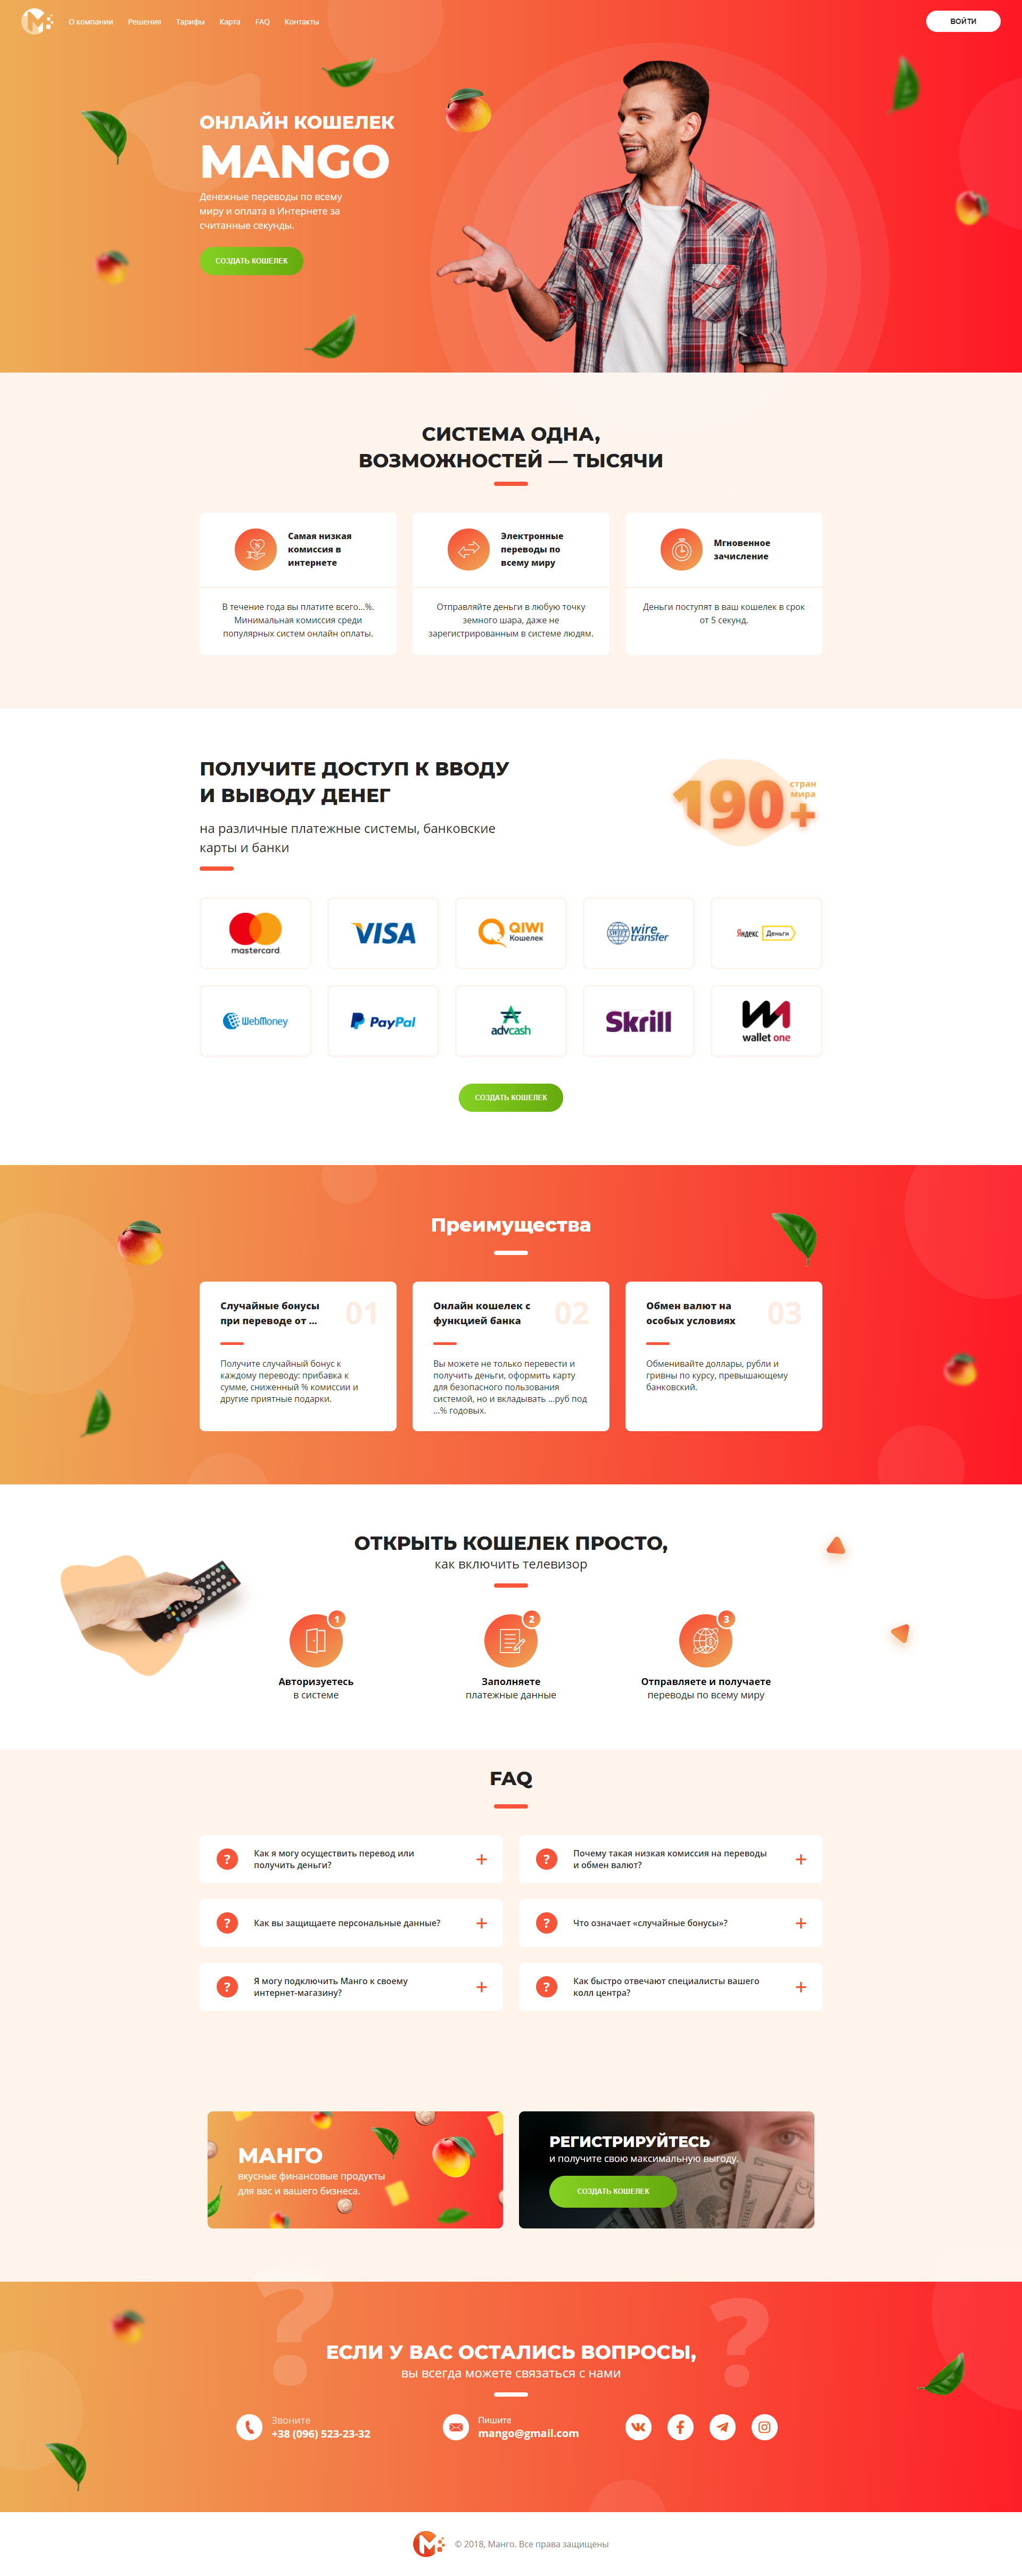 О компании Решения Тарифы Карта FAQ Контакты
ВОЙТИ
ОНЛАЙН КОШЕЛЕК
MANGO
Денежные переводы по всему
миру и оплата в Интернете за
считанные секунды.
СОЗДАТЬ КОШЕЛЕК
СИСТЕМА ОДНА,
ВОЗМОЖНОСТЕЙ — ТЫСЯЧИ
Самая низкая
комиссия в
интернете
В течение года вы платите всего...%.
Минимальная комиссия среди
популярных систем онлайн оплаты.
Электронные
переводы по
всему миру
Отправляйте деньги в любую точку
земного шара, даже не
зарегистрированным в системе людям.
Мгновенное
зачисление
Деньги поступят в ваш кошелек в срок
от 5 секунд.
ПОЛУЧИТЕ ДОСТУП К ВВОДУ
И ВЫВОДУ ДЕНЕГ
на различные платежные системы, банковские
карты и банки
190+
стран
мира
mastercard
VISA
QIWI
Кошелек
SWIFT wire
transfer
Яндекс Деньги
WebMoney
PayPal
advcash
Skrill
wallet one
СОЗДАТЬ КОШЕЛЕК
Преимущества
Случайные бонусы
при переводе от ...
01
Получите случайный бонус к
каждому переводу: прибавка к
сумме, сниженный % комиссии и
другие приятные подарки.
Онлайн кошелек с
функцией банка
02
Вы можете не только перевести и
получить деньги, оформить карту
для безопасного пользования
системой, но и вкладывать ...руб под
...% годовых.
Обмен валют на
особых условиях
03
Обменивайте доллары, рубли и
гривны по курсу, превышающему
банковский.
ОТКРЫТЬ КОШЕЛЕК ПРОСТО,
как включить телевизор
1
Авторизуетесь
в системе
2
Заполняете
платежные данные
3
Отправляете и получаете
переводы по всему миру
FAQ
? Как я могу осуществить перевод или
получить деньги? +
? Почему такая низкая комиссия на переводы
и обмен валют? +
? Как вы защищаете персональные данные? +
? Что означает «случайные бонусы»? +
? Я могу подключить Манго к своему
интернет-магазину? +
? Как быстро отвечают специалисты вашего
колл центра? +
МАНГО
вкусные финансовые продукты
для вас и вашего бизнеса.
РЕГИСТРИРУЙТЕСЬ
и получите свою максимальную выгоду.
СОЗДАТЬ КОШЕЛЕК
? ?
ЕСЛИ У ВАС ОСТАЛИСЬ ВОПРОСЫ,
вы всегда можете связаться с нами
Звоните
+38 (096) 523-23-32
Пишите
mango@gmail.com
© 2018, Манго. Все права защищены